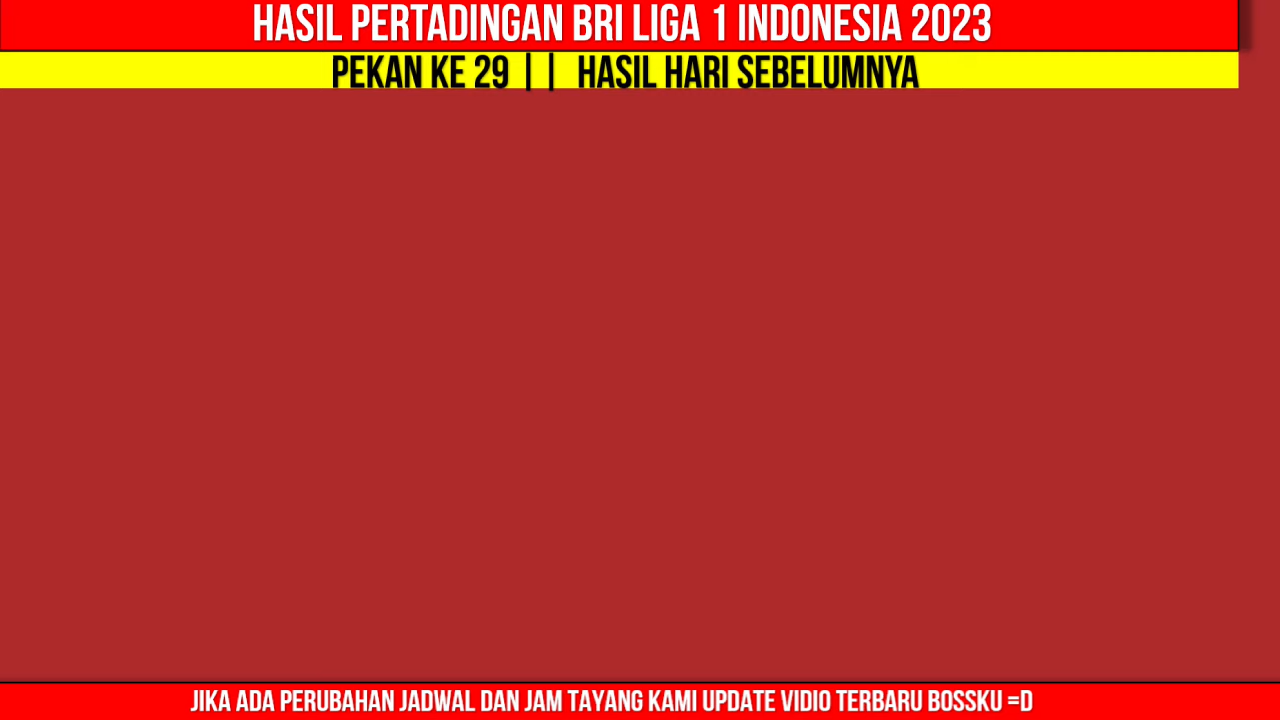 HASIL PERTADINGAN BRI LIGA 1 INDONESIA 2023
PEKAN KE 29 || HASIL HARI SEBELUMNYA
JIKA ADA PERUBAHAN JADWAL DAN JAM TAYANG KAMI UPDATE VIDIO TERBARU BOSSKU =D